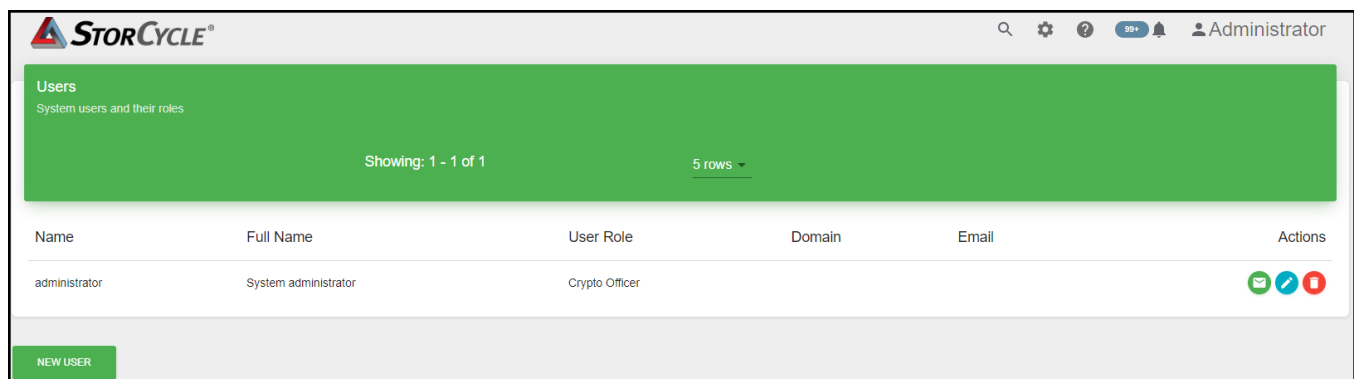 STORCYCLE® 99+ Administrator
Users
System users and their roles
Showing: 1 - 1 of 1 5 rows
Name Full Name User Role Domain Email Actions
administrator System administrator Crypto Officer
NEW USER